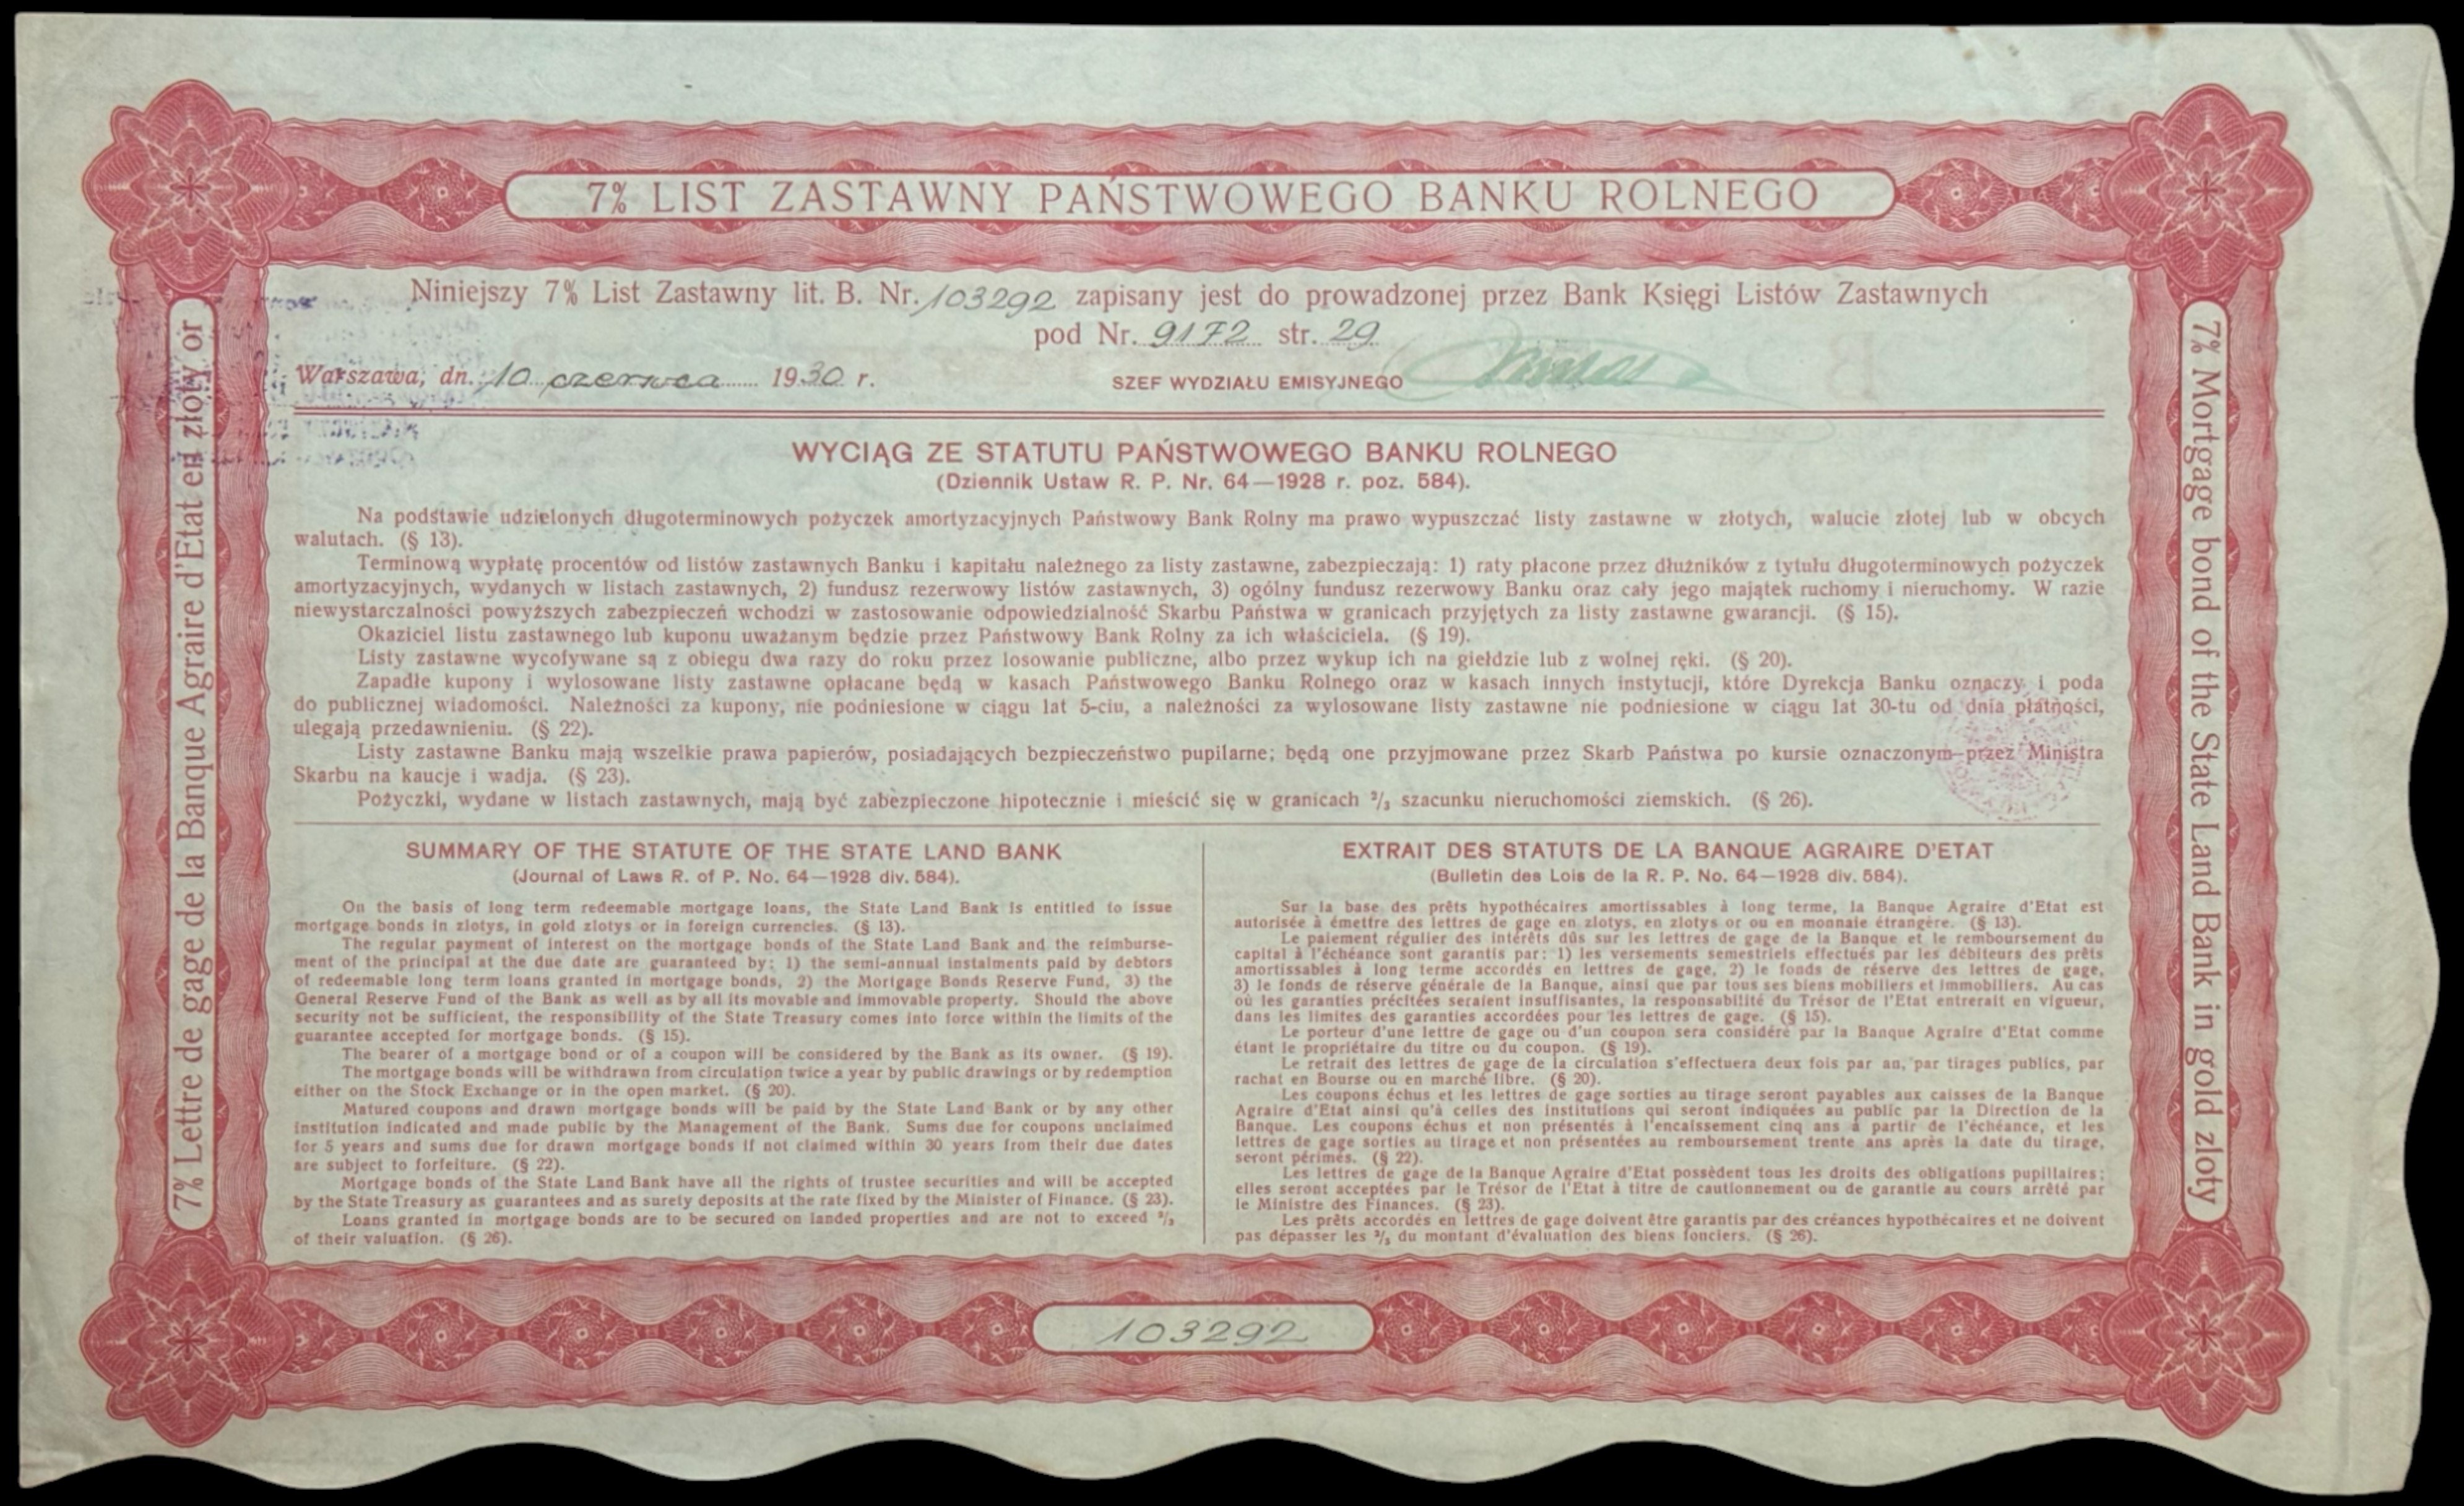 7% LIST ZASTAWNY PAŃSTWOWEGO BANKU ROLNEGO
7% Lettre de gage de la Banque Agraire d'Etat en zloty or
Niniejszy 7% List Zastawny lit. B. Nr. 103292 zapisany jest do prowadzonej przez Bank Księgi Listów Zastawnych
pod Nr. 9172 str. 29
Warszawa, dn. 10 czerwca 1930 r.
SZEF WYDZIAŁU EMISYJNEGO
WYCIĄG ZE STATUTU PAŃSTWOWEGO BANKU ROLNEGO
(Dziennik Ustaw R. P. Nr. 64—1928 r. poz. 584).
Na podstawie udzielonych długoterminowych pożyczek amortyzacyjnych Państwowy Bank Rolny ma prawo wypuszczać listy zastawne w złotych, walucie złotej lub w obcych
walutach. (§ 13).
Terminową wypłatę procentów od listów zastawnych Banku i kapitału należnego za listy zastawne, zabezpieczają: 1) raty płacone przez dłużników z tytułu długoterminowych pożyczek
amortyzacyjnych, wydanych w listach zastawnych, 2) fundusz rezerwowy listów zastawnych, 3) ogólny fundusz rezerwowy Banku oraz cały jego majątek ruchomy i nieruchomy. W razie
niewystarczalności powyższych zabezpieczeń wchodzi w zastosowanie odpowiedzialność Skarbu Państwa w granicach przyjętych za listy zastawne gwarancji. (§ 15).
Okaziciel listu zastawnego lub kuponu uważanym będzie przez Państwowy Bank Rolny za ich właściciela. (§ 19).
Listy zastawne wycofywane są z obiegu dwa razy do roku przez losowanie publiczne, albo przez wykup ich na giełdzie lub z wolnej ręki. (§ 20).
Zapadłe kupony i wylosowane listy zastawne opłacane będą w kasach Państwowego Banku Rolnego oraz w kasach innych instytucji, które Dyrekcja Banku oznaczy i poda
do publicznej wiadomości. Należności za kupony, nie podniesione w ciągu lat 5-ciu, a należności za wylosowane listy zastawne nie podniesione w ciągu lat 30-tu od dnia płatności,
ulegają przedawnieniu. (§ 22).
Listy zastawne Banku mają wszelkie prawa papierów, posiadających bezpieczeństwo pupilarne; będą one przyjmowane przez Skarb Państwa po kursie oznaczonym przez Ministra
Skarbu na kaucje i wadja. (§ 23).
Pożyczki, wydane w listach zastawnych, mają być zabezpieczone hipotecznie i mieścić się w granicach ²/₃ szacunku nieruchomości ziemskich. (§ 26).
SUMMARY OF THE STATUTE OF THE STATE LAND BANK
(Journal of Laws R. of P. No. 64—1928 div. 584).
On the basis of long term redeemable mortgage loans, the State Land Bank is entitled to issue
mortgage bonds in zlotys, in gold zlotys or in foreign currencies. (§ 13).
The regular payment of interest on the mortgage bonds of the State Land Bank and the reimburse-
ment of the principal at the due date are guaranteed by: 1) the semi-annual instalments paid by debtors
of redeemable long term loans granted in mortgage bonds, 2) the Mortgage Bonds Reserve Fund, 3) the
General Reserve Fund of the Bank as well as by all its movable and immovable property. Should the above
security not be sufficient, the responsibility of the State Treasury comes into force within the limits of the
guarantee accepted for mortgage bonds. (§ 15).
The bearer of a mortgage bond or of a coupon will be considered by the Bank as its owner. (§ 19).
The mortgage bonds will be withdrawn from circulation twice a year by public drawings or by redemption
either on the Stock Exchange or in the open market. (§ 20).
Matured coupons and drawn mortgage bonds will be paid by the State Land Bank or by any other
institution indicated and made public by the Management of the Bank. Sums due for coupons unclaimed
for 5 years and sums due for drawn mortgage bonds if not claimed within 30 years from their due dates
are subject to forfeiture. (§ 22).
Mortgage bonds of the State Land Bank have all the rights of trustee securities and will be accepted
by the State Treasury as guarantees and as surety deposits at the rate fixed by the Minister of Finance. (§ 23).
Loans granted in mortgage bonds are to be secured on landed properties and are not to exceed ²/₃
of their valuation. (§ 26).
EXTRAIT DES STATUTS DE LA BANQUE AGRAIRE D'ETAT
(Bulletin des Lois de la R. P. No. 64—1928 div. 584).
Sur la base des prêts hypothécaires amortissables à long terme, la Banque Agraire d'Etat est
autorisée à émettre des lettres de gage en zlotys, en zlotys or ou en monnaie étrangère. (§ 13).
Le paiement régulier des intérêts dûs sur les lettres de gage de la Banque et le remboursement du
capital à l'échéance sont garantis par: 1) les versements semestriels effectués par les débiteurs des prêts
amortissables à long terme accordés en lettres de gage, 2) le fonds de réserve des lettres de gage,
3) le fonds de réserve générale de la Banque, ainsi que par tous ses biens mobiliers et immobiliers. Au cas
où les garanties précitées seraient insuffisantes, la responsabilité du Trésor de l'Etat entrerait en vigueur,
dans les limites des garanties accordées pour les lettres de gage. (§ 15).
Le porteur d'une lettre de gage ou d'un coupon sera considéré par la Banque Agraire d'Etat comme
étant le propriétaire du titre ou du coupon. (§ 19).
Le retrait des lettres de gage de la circulation s'effectuera deux fois par an, par tirages publics, par
rachat en Bourse ou en marché libre. (§ 20).
Les coupons échus et les lettres de gage sorties au tirage seront payables aux caisses de la Banque
Agraire d'Etat ainsi qu'à celles des institutions qui seront indiquées au public par la Direction de la
Banque. Les coupons échus et non présentés à l'encaissement cinq ans à partir de l'échéance, et les
lettres de gage sorties au tirage et non présentées au remboursement trente ans après la date du tirage,
seront périmés. (§ 22).
Les lettres de gage de la Banque Agraire d'Etat possèdent tous les droits des obligations pupillaires;
elles seront acceptées par le Trésor de l'Etat à titre de cautionnement ou de garantie au cours arrêté par
le Ministre des Finances. (§ 23).
Les prêts accordés en lettres de gage doivent être garantis par des créances hypothécaires et ne doivent
pas dépasser les ²/₃ du montant d'évaluation des biens fonciers. (§ 26).
7% Mortgage bond of the State Land Bank in gold zloty
103292